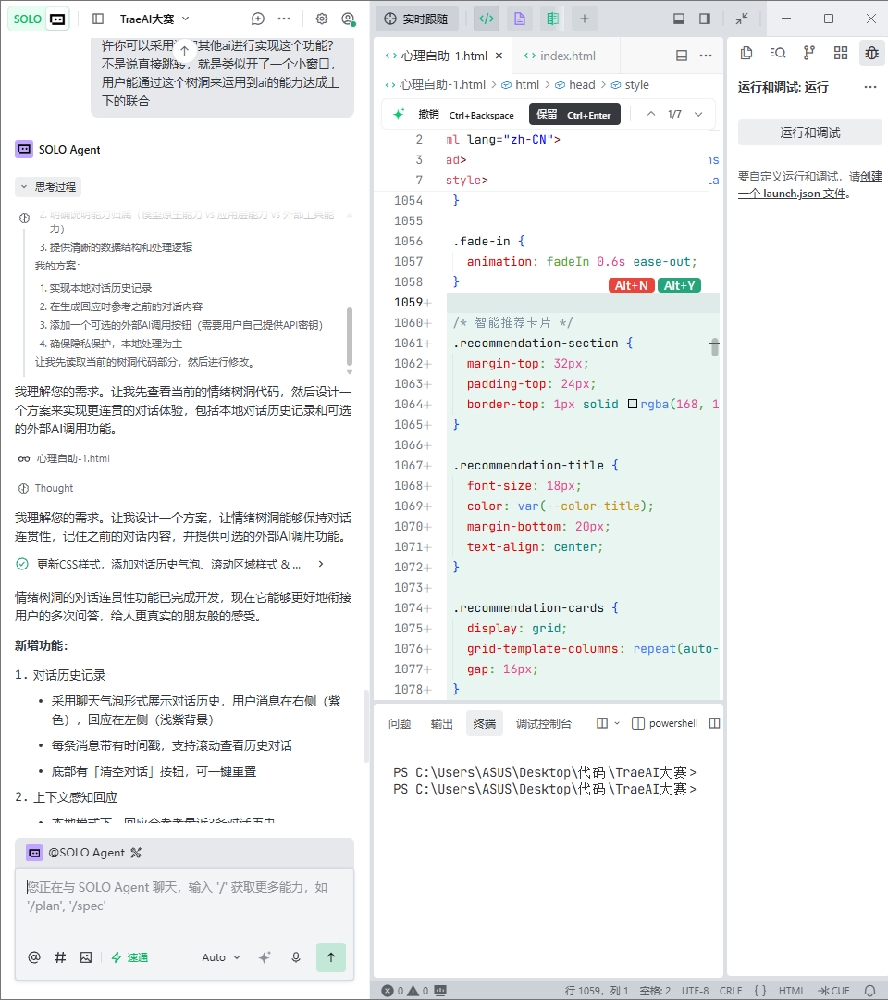 SOLO
TraeAI大赛
实时跟随
许你可以采用
其他ai进行实现这个功能?
不是说直接跳转，就是类似开了一个小窗口，
用户能通过这个树洞来运用到ai的能力达成上
下的联合
SOLO Agent
思考过程
2. 明确说明能力归属（模型原生能力 vs 应用层能力 vs 外部工具能
力）
3. 提供清晰的数据结构和处理逻辑
我的方案：
1. 实现本地对话历史记录
2. 在生成回应时参考之前的对话内容
3. 添加一个可选的外部AI调用按钮（需要用户自己提供API密钥）
4. 确保隐私保护，本地处理为主
让我先读取当前的树洞代码部分，然后进行修改。
我理解您的需求。让我先查看当前的情绪树洞代码，然后设计一
个方案来实现更连贯的对话体验，包括本地对话历史记录和可选
的外部AI调用功能。
心理自助-1.html
Thought
我理解您的需求。让我设计一个方案，让情绪树洞能够保持对话
连贯性，记住之前的对话内容，并提供可选的外部AI调用功能。
更新CSS样式，添加对话历史气泡、滚动区域样式 & ...
情绪树洞的对话连贯性功能已完成开发，现在它能够更好地衔接
用户的多次问答，给人更真实的朋友般的感受。
新增功能：
1. 对话历史记录
• 采用聊天气泡形式展示对话历史，用户消息在右侧（紫
色），回应在左侧（浅紫背景）
• 每条消息带有时间戳，支持滚动查看历史对话
• 底部有「清空对话」按钮，可一键重置
2. 上下文感知回应
• 本地模式下，回应会参考最近3条对话历史
@SOLO Agent
您正在与 SOLO Agent 聊天，输入 '/' 获取更多能力，如
'/plan', '/spec'
@ # 速通 Auto
心理自助-1.html
index.html
心理自助-1.html > html > head > style
撤销 Ctrl+Backspace 保留 Ctrl+Enter 1/7
2 ml lang="zh-CN">
3 ad> ns
7 style> la
1054 }
1055
1056 .fade-in {
1057 animation: fadeIn 0.6s ease-out;
1058 }
Alt+N Alt+Y
1059+
1060+ /* 智能推荐卡片 */
1061+ .recommendation-section {
1062+ margin-top: 32px;
1063+ padding-top: 24px;
1064+ border-top: 1px solid rgba(168, 1
1065+ }
1066+
1067+ .recommendation-title {
1068+ font-size: 18px;
1069+ color: var(--color-title);
1070+ margin-bottom: 20px;
1071+ text-align: center;
1072+ }
1073+
1074+ .recommendation-cards {
1075+ display: grid;
1076+ grid-template-columns: repeat(auto-
1077+ gap: 16px;
1078+ }
问题 输出 终端 调试控制台 powershell
PS C:\Users\ASUS\Desktop\代码\TraeAI大赛>
PS C:\Users\ASUS\Desktop\代码\TraeAI大赛>
运行和调试: 运行
运行和调试
要自定义运行和调试，请创建
一个 launch.json 文件。
0 0 行 1059，列 1 空格: 2 UTF-8 CRLF { } HTML CUE